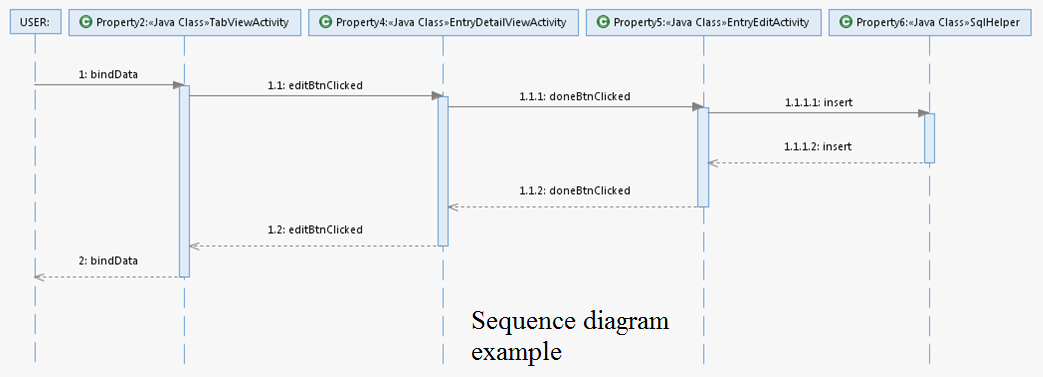 USER:
C Property2:«Java Class»TabViewActivity
C Property4:«Java Class»EntryDetailViewActivity
C Property5:«Java Class»EntryEditActivity
C Property6:«Java Class»SqlHelper
1: bindData
1.1: editBtnClicked
1.1.1: doneBtnClicked
1.1.1.1: insert
1.1.1.2: insert
1.1.2: doneBtnClicked
1.2: editBtnClicked
2: bindData
Sequence diagram
example